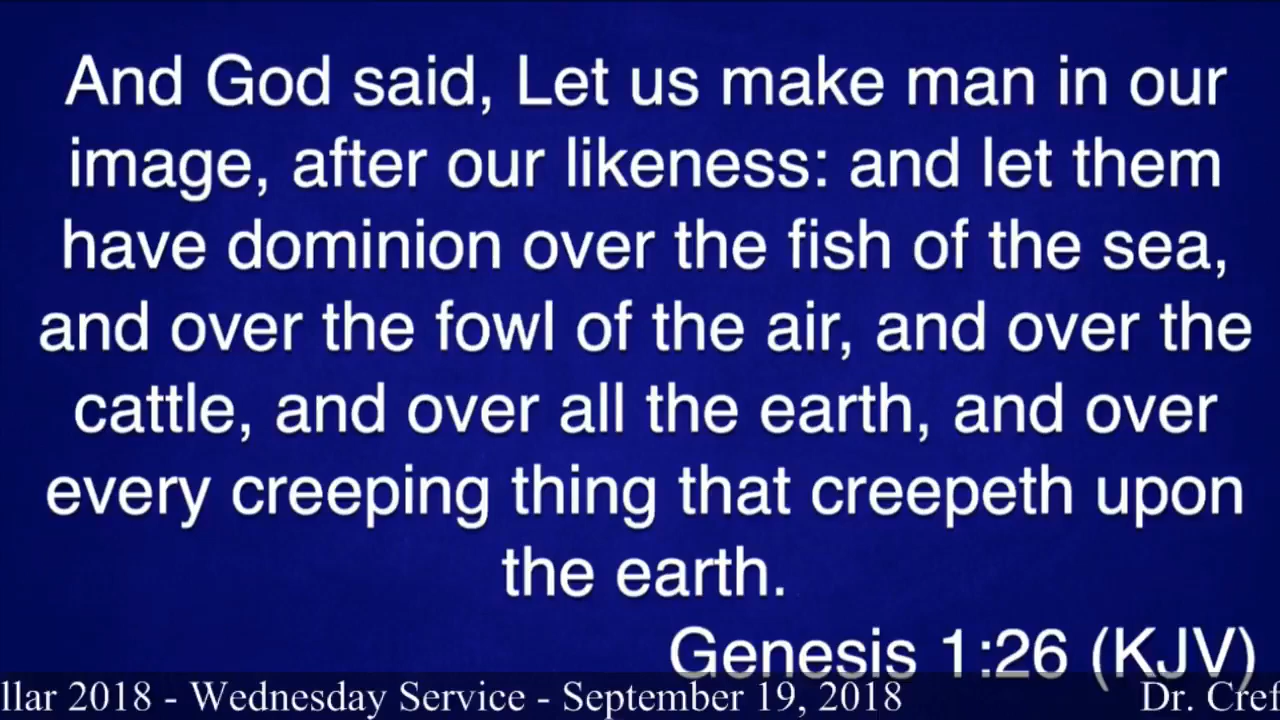 And God said, Let us make man in our
image, after our likeness: and let them
have dominion over the fish of the sea,
and over the fowl of the air, and over the
cattle, and over all the earth, and over
every creeping thing that creepeth upon
the earth.
Genesis 1:26 (KJV)
llar 2018 - Wednesday Service - September 19, 2018 Dr. Cref